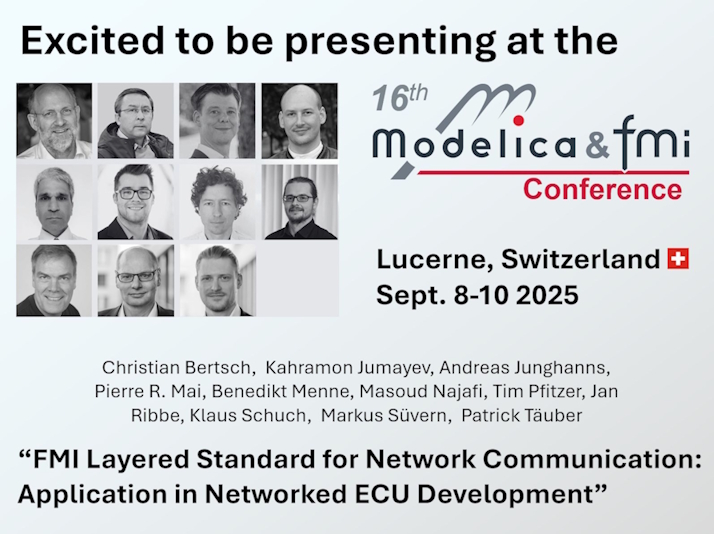 Excited to be presenting at the
16th
modelica & fmi
Conference
Lucerne, Switzerland
Sept. 8-10 2025
Christian Bertsch,  Kahramon Jumayev, Andreas Junghanns,
Pierre R. Mai, Benedikt Menne, Masoud Najafi, Tim Pfitzer, Jan
Ribbe, Klaus Schuch,  Markus Süvern,  Patrick Täuber
“FMI Layered Standard for Network Communication:
Application in Networked ECU Development”